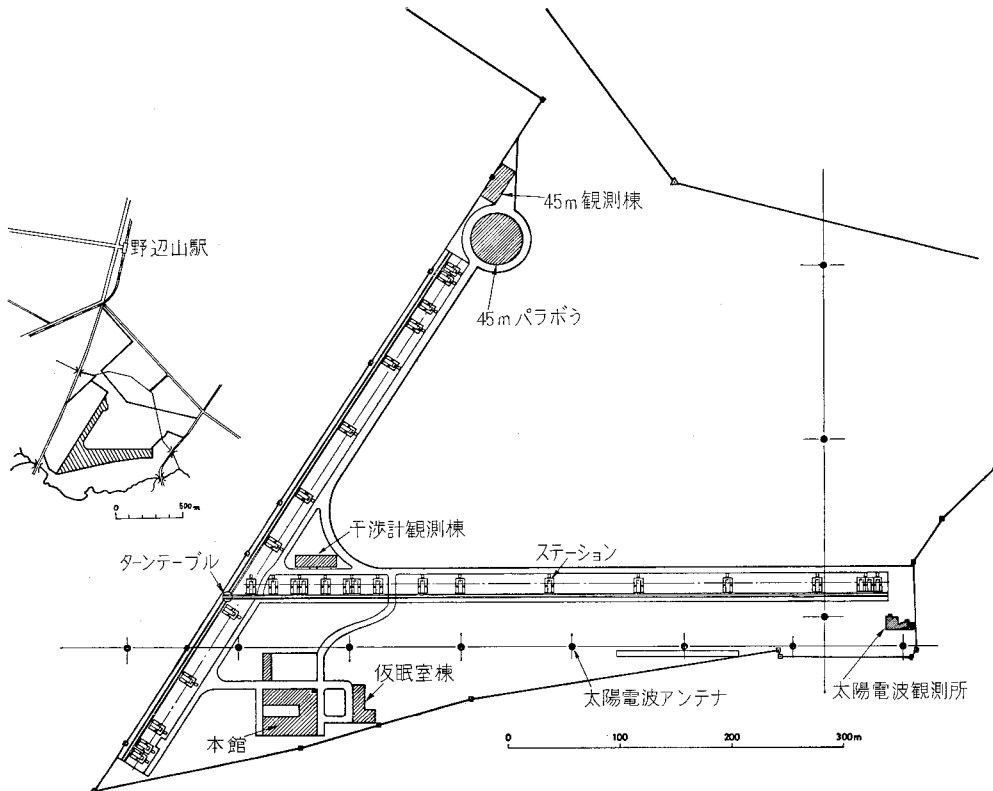 45m観測棟
野辺山駅
45mパラボラ
0 500m
干渉計観測棟
ターンテーブル
ステーション
仮眠室棟
太陽電波アンテナ
太陽電波観測所
本館
0 100 200 300m